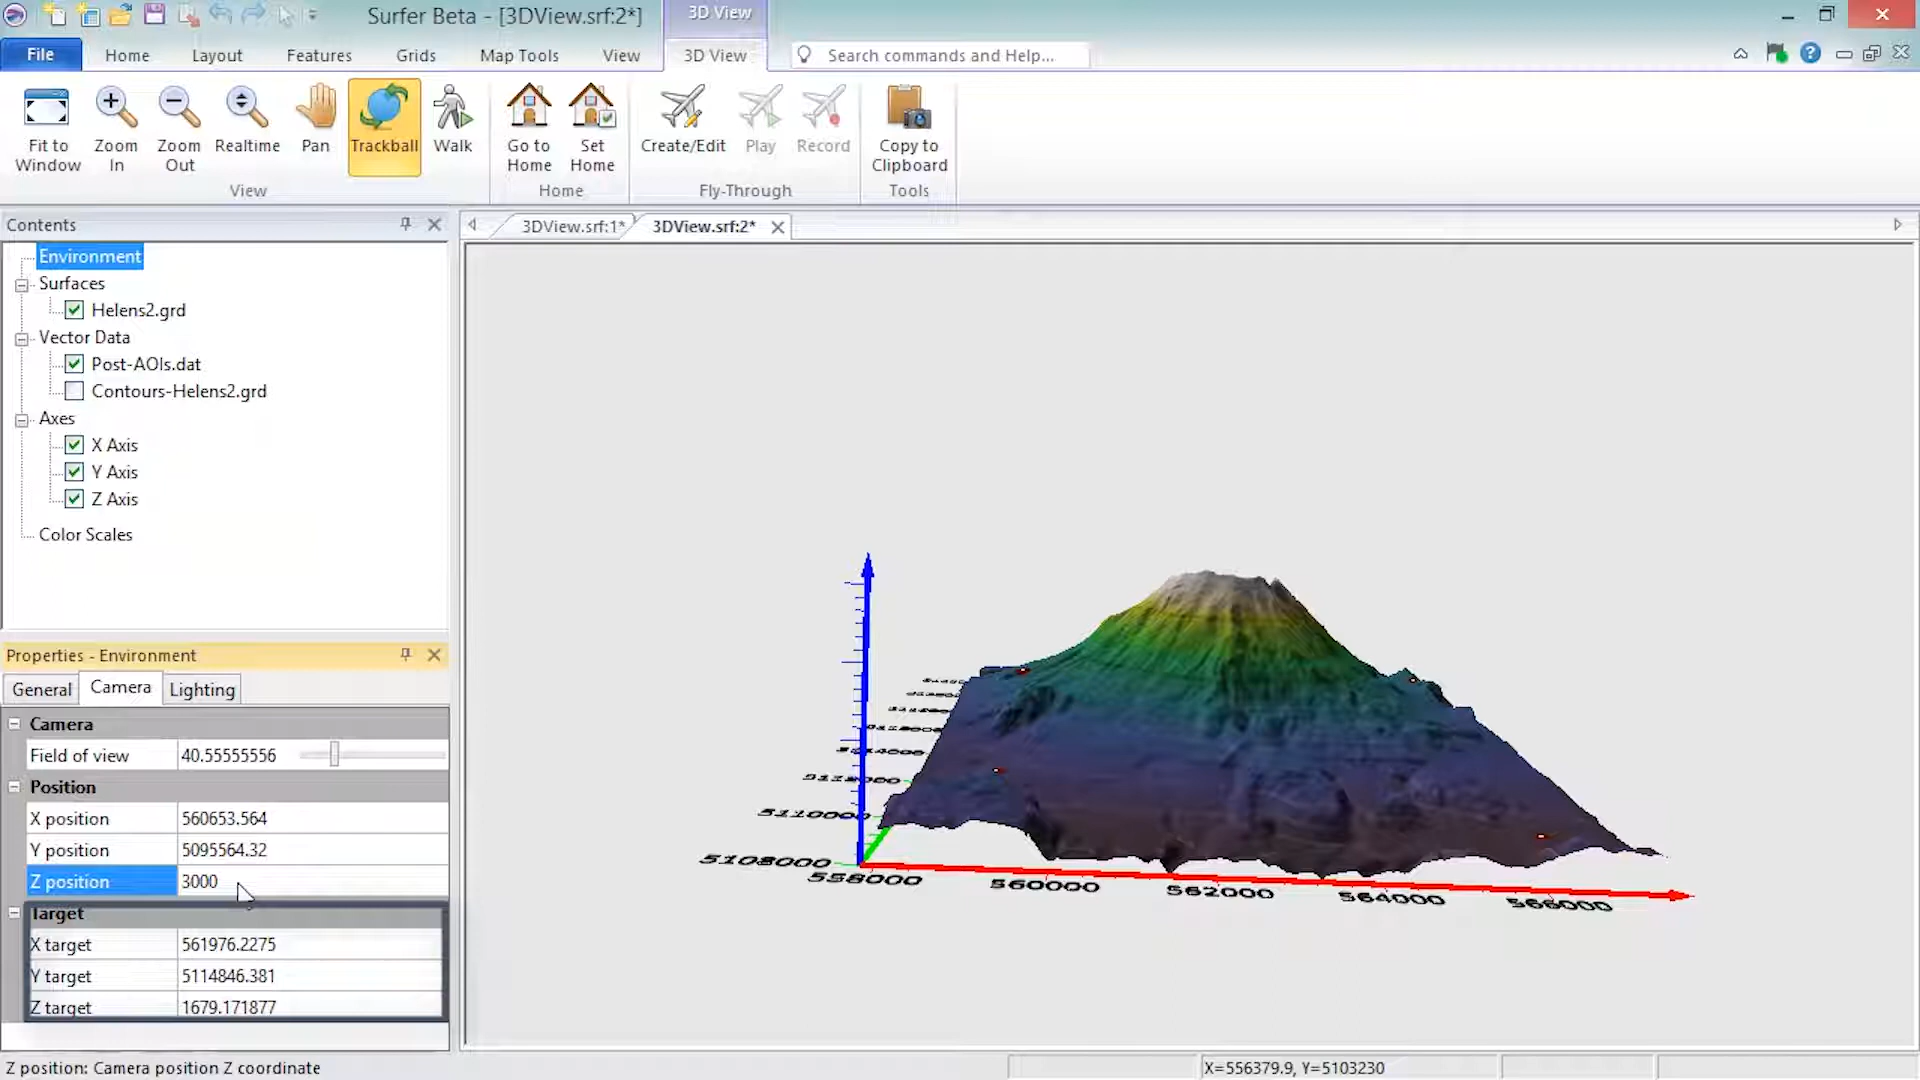 Surfer Beta - [3DView.srf:2*]
3D View
File Home Layout Features Grids Map Tools View 3D View Search commands and Help...
Fit to Window
Zoom In
Zoom Out
Realtime
Pan
Trackball
Walk
Go to Home
Set Home
Create/Edit
Play
Record
Copy to Clipboard
View Home Fly-Through Tools
Contents
3DView.srf:1* 3DView.srf:2*
Environment
Surfaces
Helens2.grd
Vector Data
Post-AOIs.dat
Contours-Helens2.grd
Axes
X Axis
Y Axis
Z Axis
Color Scales
Properties - Environment
General Camera Lighting
Camera
Field of view 40.55555556
Position
X position 560653.564
Y position 5095564.32
Z position 3000
Target
X target 561976.2275
Y target 5114846.381
Z target 1679.171877
5110000
5108000
558000
560000
562000
564000
566000
Z position: Camera position Z coordinate
X=556379.9, Y=5103230